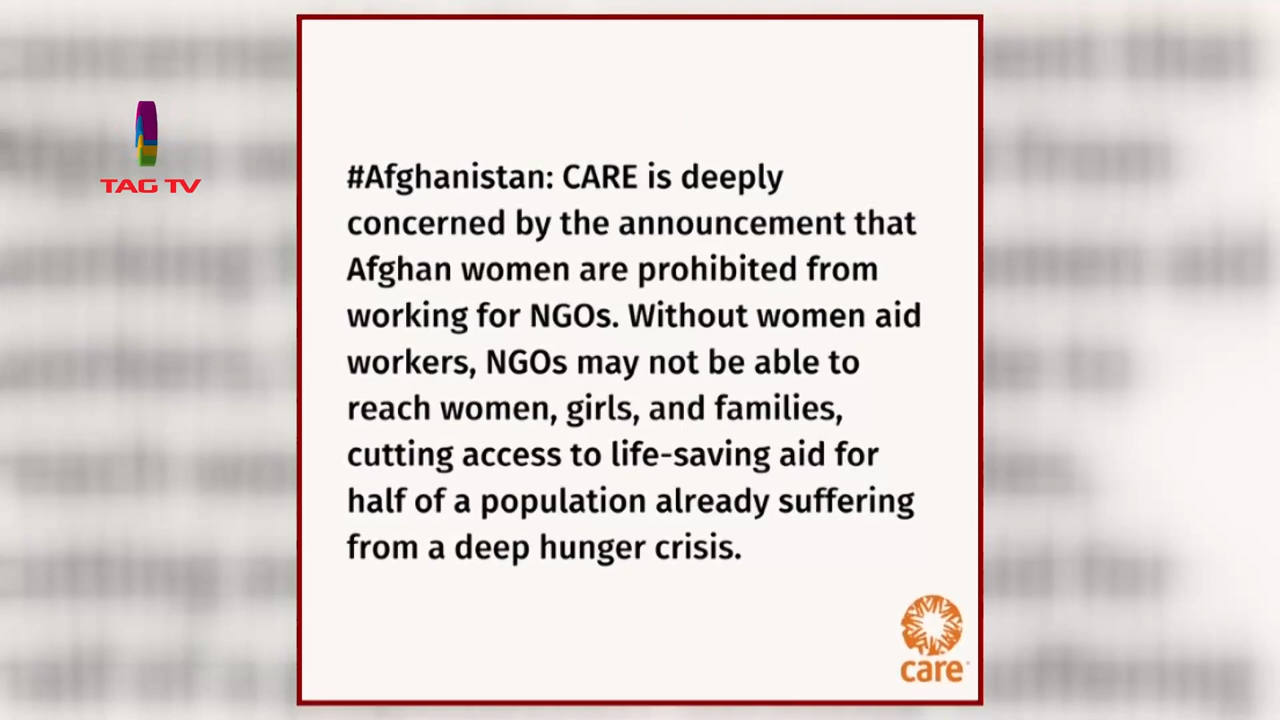 TAG TV
#Afghanistan: CARE is deeply
concerned by the announcement that
Afghan women are prohibited from
working for NGOs. Without women aid
workers, NGOs may not be able to
reach women, girls, and families,
cutting access to life-saving aid for
half of a population already suffering
from a deep hunger crisis.
care